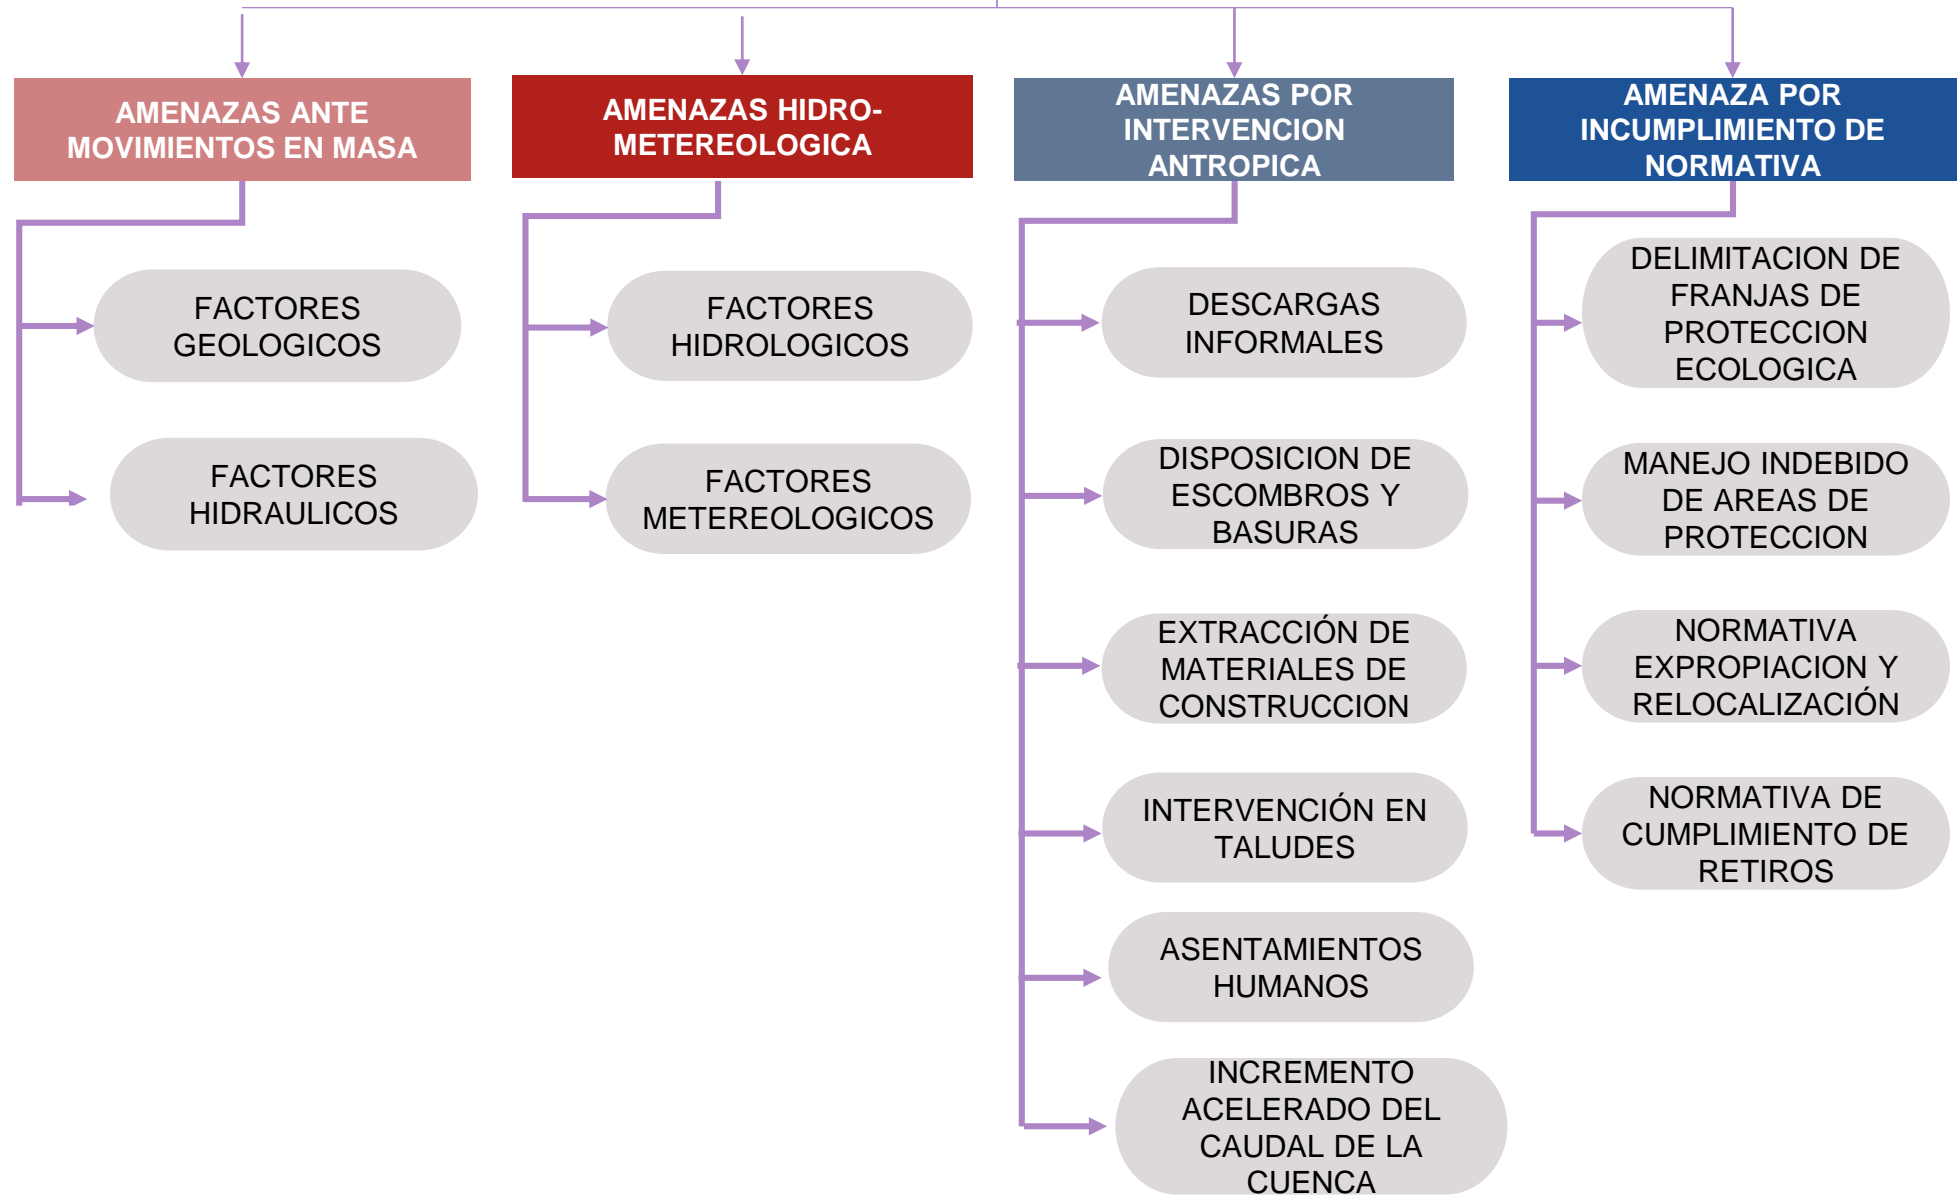 AMENAZAS ANTE
MOVIMIENTOS EN MASA
FACTORES
GEOLOGICOS
FACTORES
HIDRAULICOS
AMENAZAS HIDRO-
METEREOLOGICA
FACTORES
HIDROLOGICOS
FACTORES
METEREOLOGICOS
AMENAZAS POR
INTERVENCION
ANTROPICA
DESCARGAS
INFORMALES
DISPOSICION DE
ESCOMBROS Y
BASURAS
EXTRACCIÓN DE
MATERIALES DE
CONSTRUCCION
INTERVENCIÓN EN
TALUDES
ASENTAMIENTOS
HUMANOS
INCREMENTO
ACELERADO DEL
CAUDAL DE LA
CUENCA
AMENAZA POR
INCUMPLIMIENTO DE
NORMATIVA
DELIMITACION DE
FRANJAS DE
PROTECCION
ECOLOGICA
MANEJO INDEBIDO
DE AREAS DE
PROTECCION
NORMATIVA
EXPROPIACION Y
RELOCALIZACIÓN
NORMATIVA DE
CUMPLIMIENTO DE
RETIROS